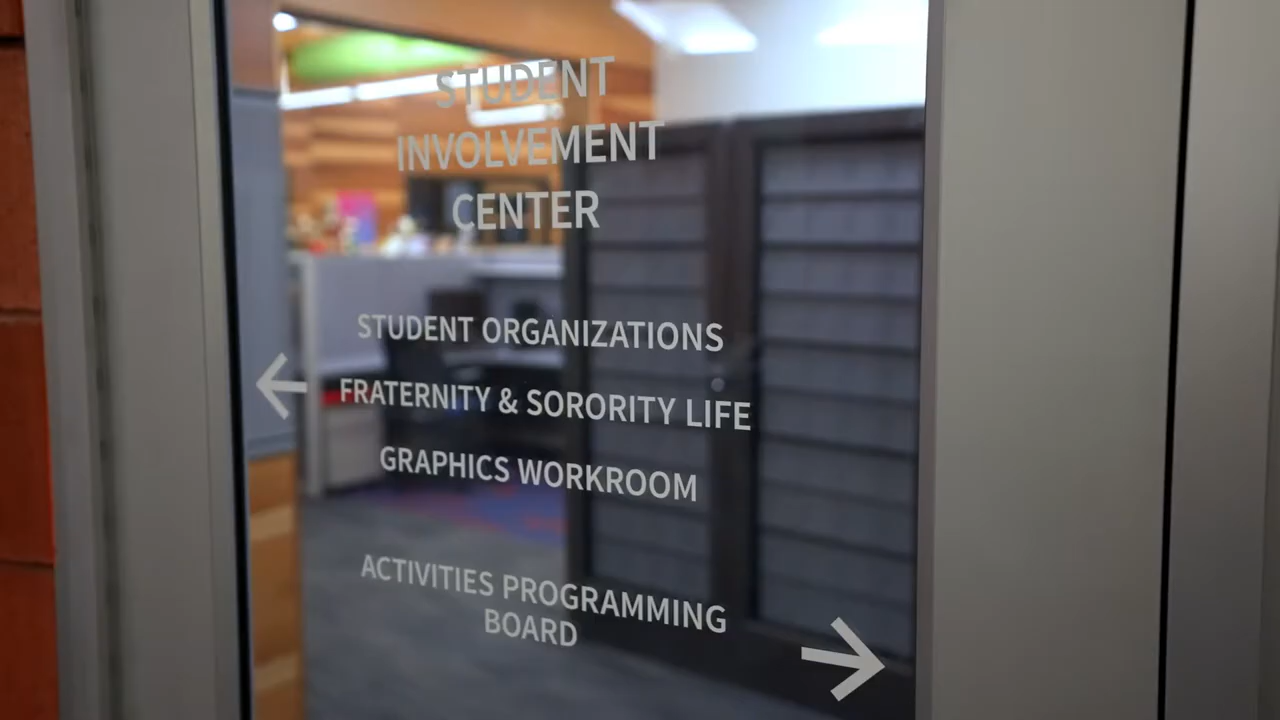 STUDENT
INVOLVEMENT
CENTER
STUDENT ORGANIZATIONS
FRATERNITY & SORORITY LIFE
GRAPHICS WORKROOM
ACTIVITIES PROGRAMMING
BOARD